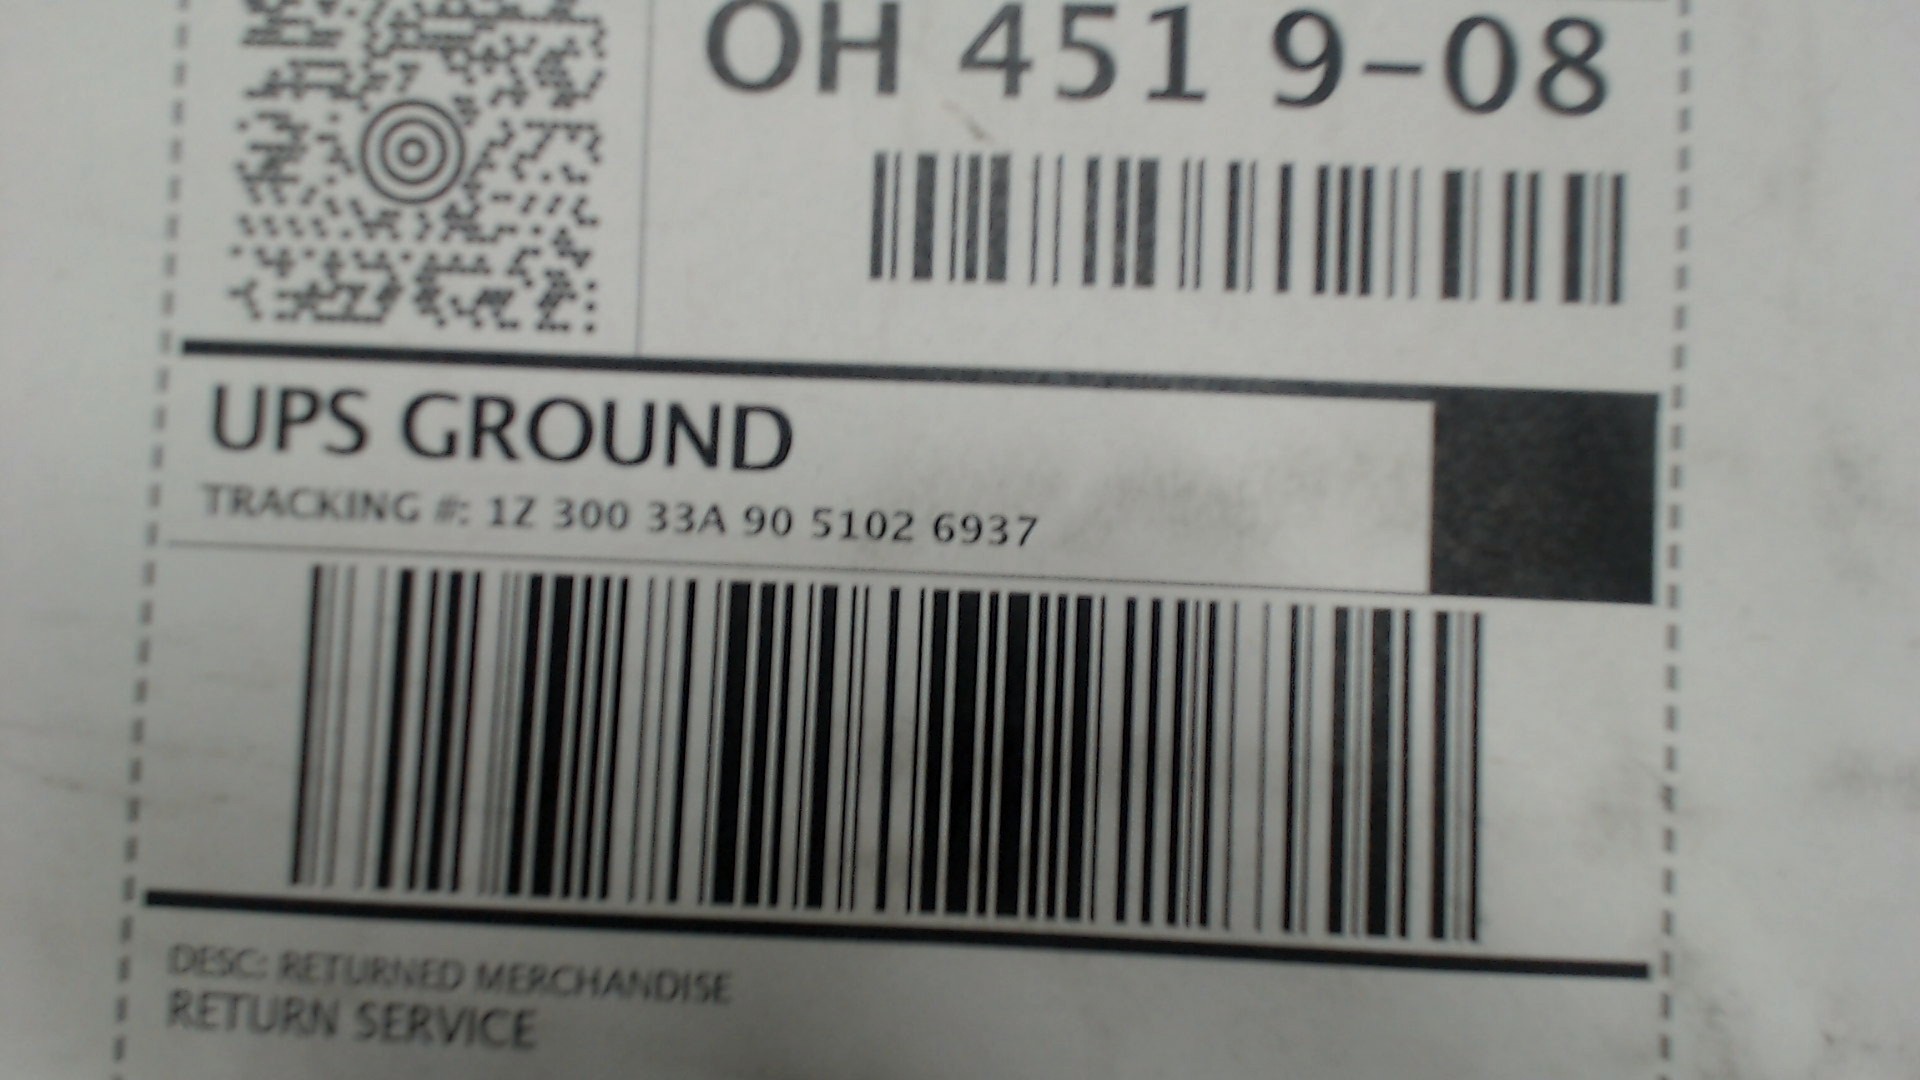 OH 451 9-08
UPS GROUND
TRACKING #: 1Z 300 33A 90 5102 6937
DESC: RETURNED MERCHANDISE
RETURN SERVICE